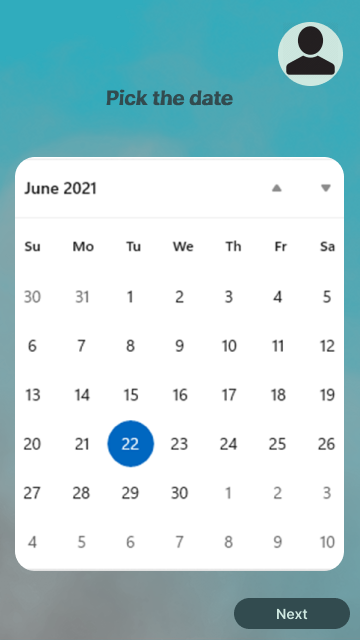 Pick the date
June 2021
Su Mo Tu We Th Fr Sa
30 31 1 2 3 4 5
6 7 8 9 10 11 12
13 14 15 16 17 18 19
20 21 22 23 24 25 26
27 28 29 30 1 2 3
4 5 6 7 8 9 10
Next